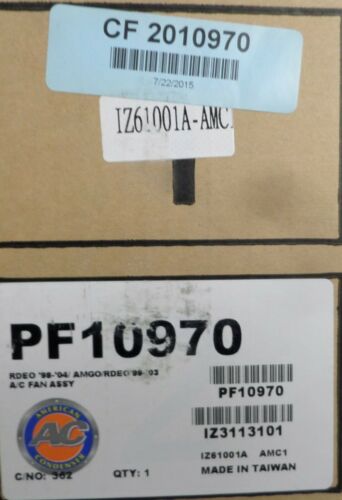 CF 2010970
7/22/2015
IZ61001A-AMC1
PF10970
RDEO '98-'04/ AMGO/RDEO'99-'03
A/C FAN ASSY
PF10970
IZ3113101
AMERICAN
AC
CONDENSER
IZ61001A AMC1
C/NO: 362
QTY: 1
MADE IN TAIWAN